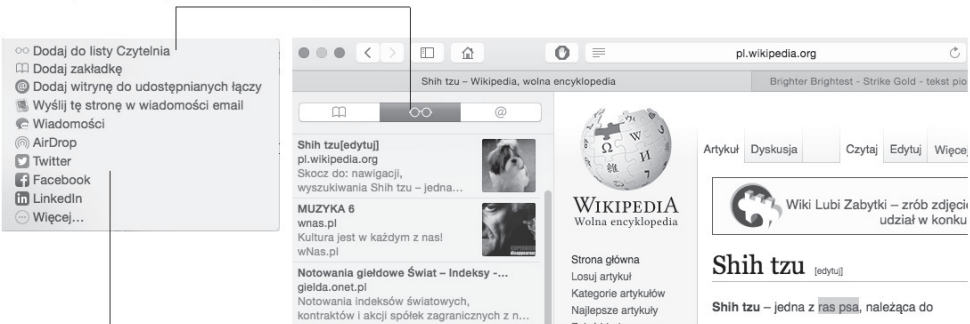 Dodaj do listy Czytelnia
Dodaj zakładkę
Dodaj witrynę do udostępnianych łączy
Wyślij tę stronę w wiadomości email
Wiadomości
AirDrop
Twitter
Facebook
LinkedIn
Więcej...
pl.wikipedia.org
Shih tzu – Wikipedia, wolna encyklopedia
Brighter Brightest - Strike Gold - tekst pio
Shih tzu[edytuj]
pl.wikipedia.org
Skocz do: nawigacji,
wyszukiwania Shih tzu – jedna...
MUZYKA 6
wnas.pl
Kultura jest w każdym z nas!
wNas.pl
Notowania giełdowe Świat – Indeksy -...
gielda.onet.pl
Notowania indeksów światowych,
kontraktów i akcji spółek zagranicznych z n...
WIKIPEDIA
Wolna encyklopedia
Strona główna
Losuj artykuł
Kategorie artykułów
Najlepsze artykuły
Artykuł Dyskusja Czytaj Edytuj Więcej
Wiki Lubi Zabytki – zrób zdjęcie
udział w konku
Shih tzu [edytuj]
Shih tzu – jedna z ras psa, należąca do